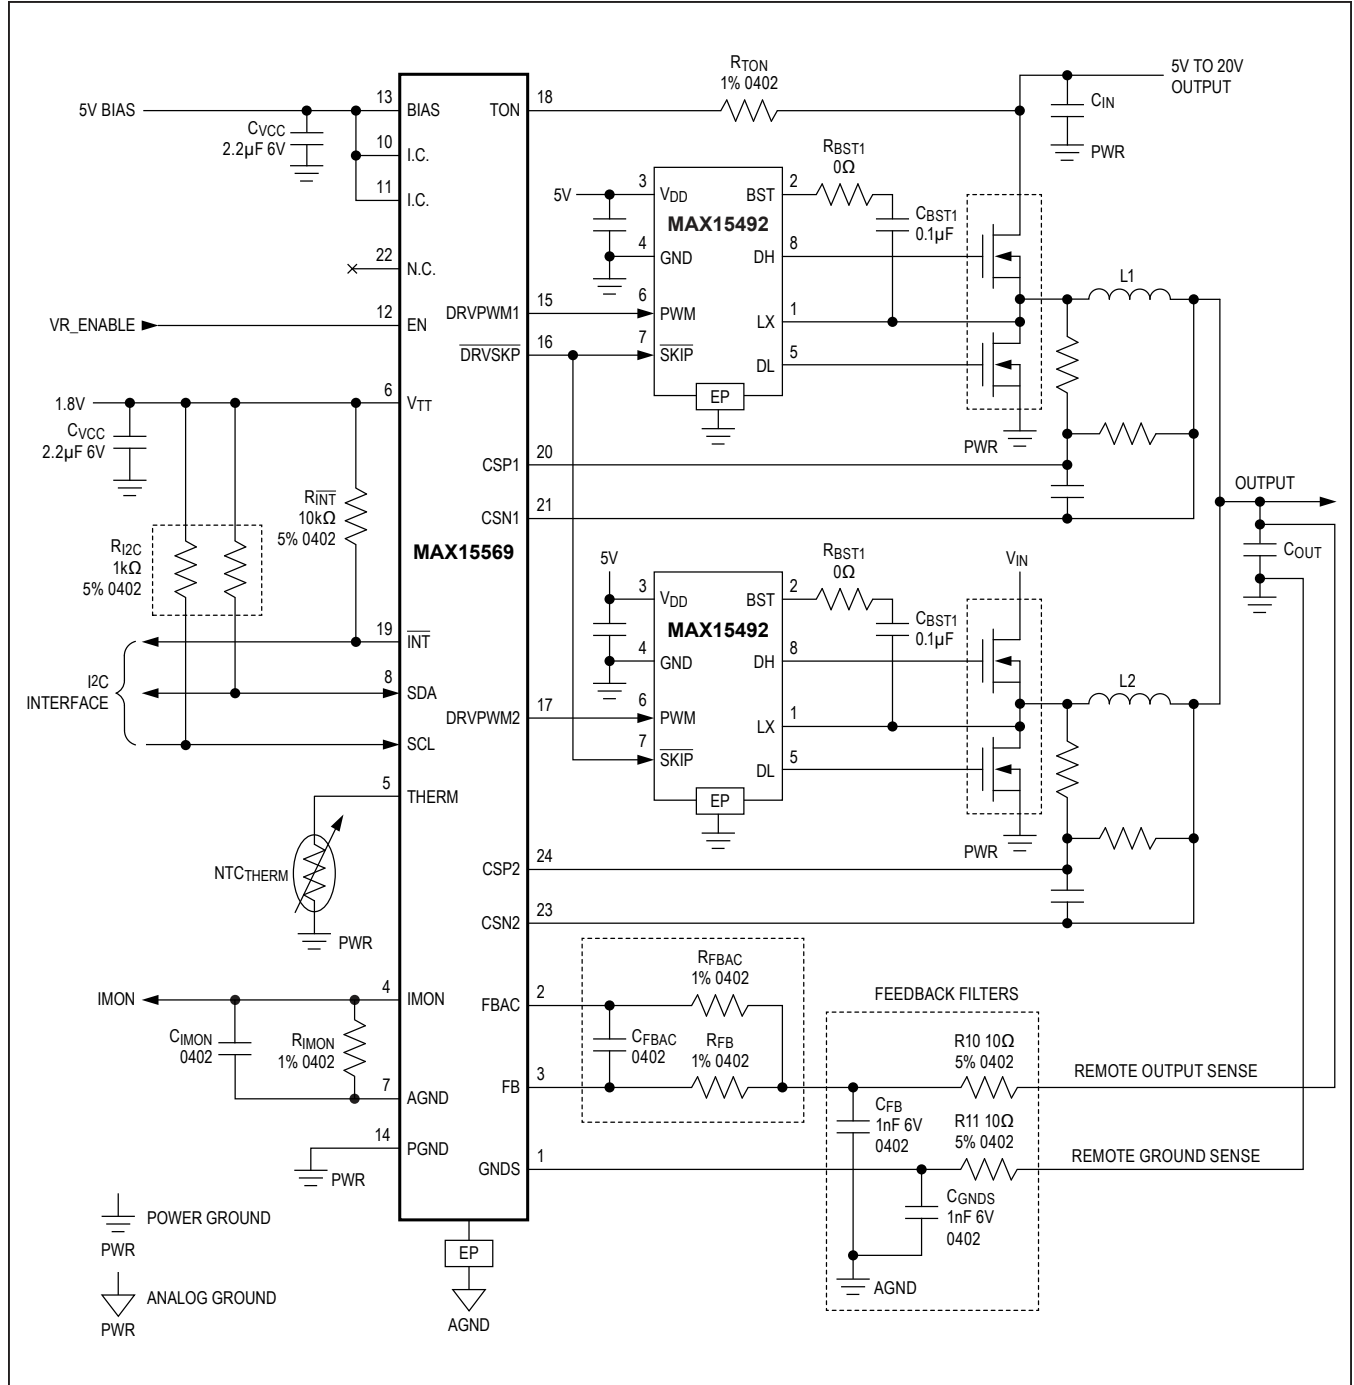 RTON
1% 0402
5V TO 20V
OUTPUT
CIN
PWR
5V BIAS
13
BIAS
TON
18
CVCC
2.2µF 6V
10
I.C.
11
I.C.
22
N.C.
VR_ENABLE
12
EN
DRVPWM1
15
DRVSKP
16
1.8V
6
VTT
CVCC
2.2µF 6V
RINT
10kΩ
5% 0402
RI2C
1kΩ
5% 0402
MAX15569
19
INT
I2C
INTERFACE
8
SDA
SCL
DRVPWM2
17
5
THERM
NTCTHERM
PWR
CSP1
20
CSN1
21
CSP2
24
CSN2
23
IMON
4
IMON
CIMON
0402
RIMON
1% 0402
7
AGND
14
PGND
PWR
FBAC
2
FB
3
GNDS
1
EP
AGND
POWER GROUND
PWR
ANALOG GROUND
PWR
5V
3
VDD
BST
2
MAX15492
4
GND
DH
8
6
PWM
LX
1
7
SKIP
DL
5
EP
RBST1
0Ω
CBST1
0.1µF
L1
PWR
OUTPUT
COUT
5V
3
VDD
BST
2
MAX15492
4
GND
DH
8
6
PWM
LX
1
7
SKIP
DL
5
EP
RBST1
0Ω
CBST1
0.1µF
VIN
L2
PWR
RFBAC
1% 0402
CFBAC
0402
RFB
1% 0402
FEEDBACK FILTERS
R10 10Ω
5% 0402
REMOTE OUTPUT SENSE
CFB
1nF 6V
0402
R11 10Ω
5% 0402
REMOTE GROUND SENSE
CGNDS
1nF 6V
0402
AGND